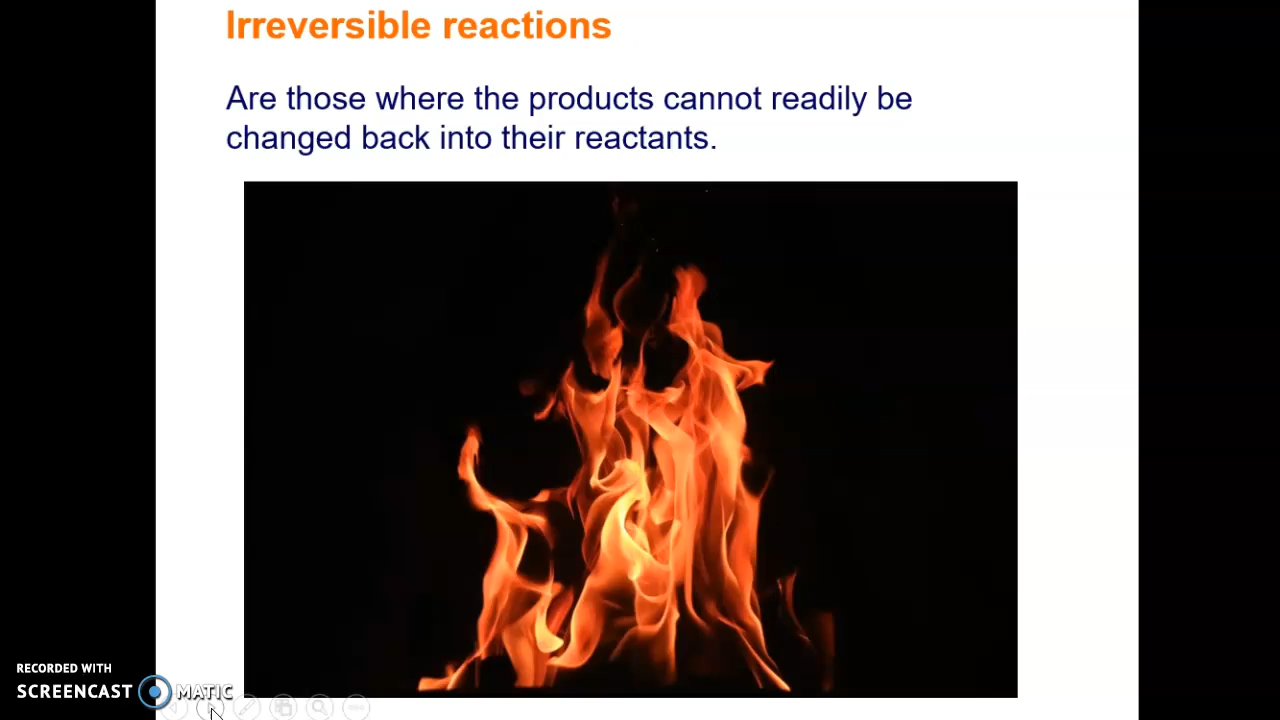 Irreversible reactions
Are those where the products cannot readily be
changed back into their reactants.
RECORDED WITH
SCREENCAST MATIC